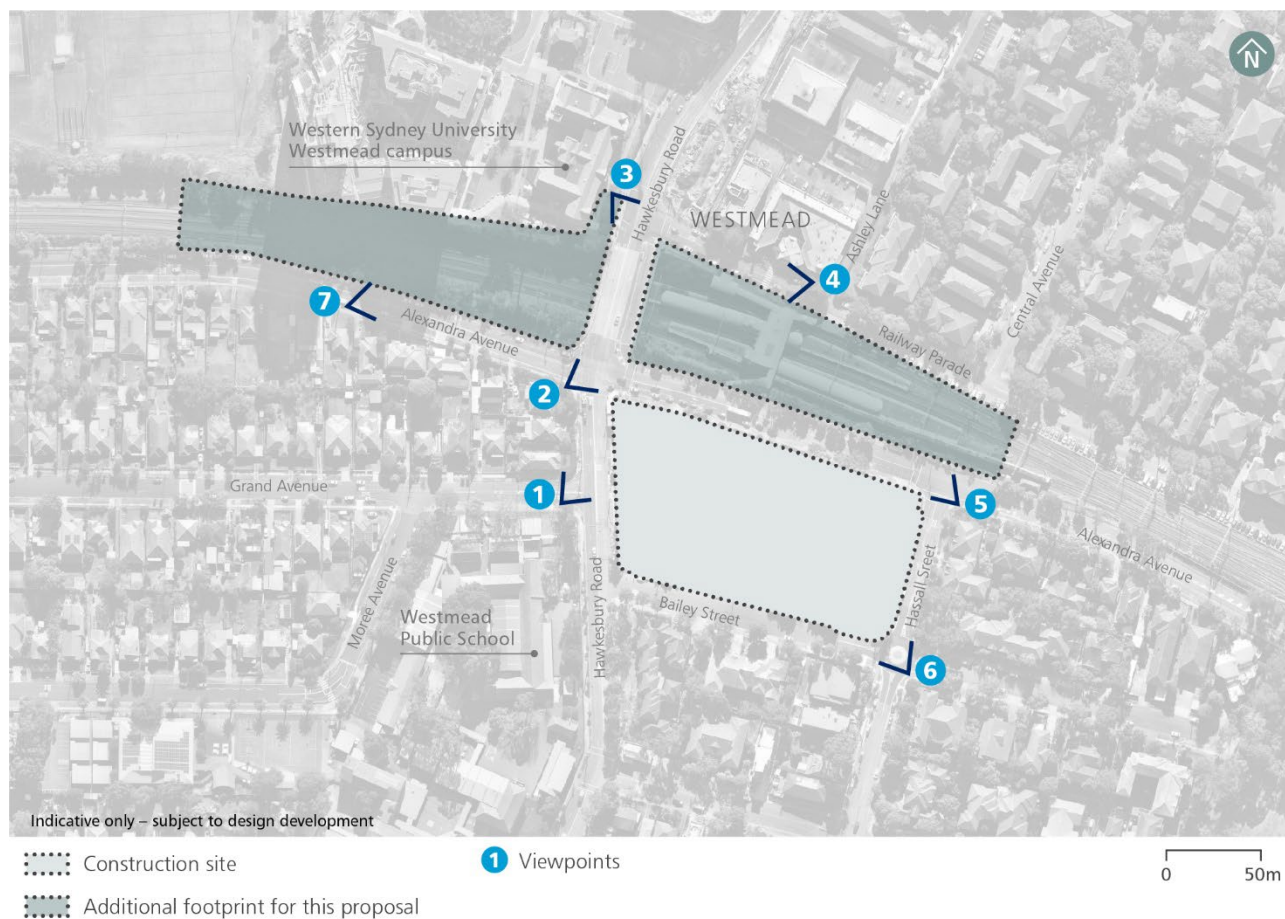 N
Western Sydney University
Westmead campus
3
Hawkesbury Road
WESTMEAD
Ashley Lane
4
Central Avenue
7
Alexandra Avenue
Railway Parade
2
Grand Avenue
1
5
Alexandra Avenue
Moree Avenue
Westmead
Public School
Hawkesbury Road
Bailey Street
Hassall Sreet
6
Indicative only – subject to design development
Construction site
1 Viewpoints
0 50m
Additional footprint for this proposal